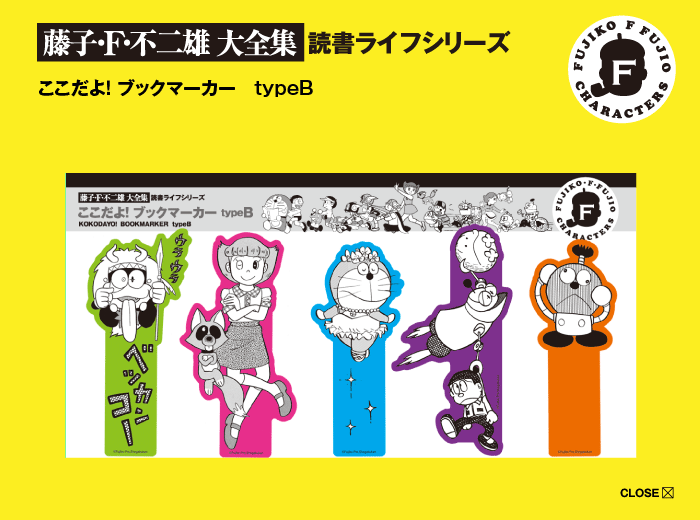 藤子・F・不二雄 大全集 読書ライフシリーズ
ここだよ! ブックマーカー typeB
FUJIKO F FUJIO
F
CHARACTERS
藤子・F・不二雄 大全集 読書ライフシリーズ
ここだよ! ブックマーカー typeB
KOKODAYO! BOOKMARKER typeB
FUJIKO・F・FUJIO
F
CHARACTERS
ウラウラ
ベッカンコー
CLOSE